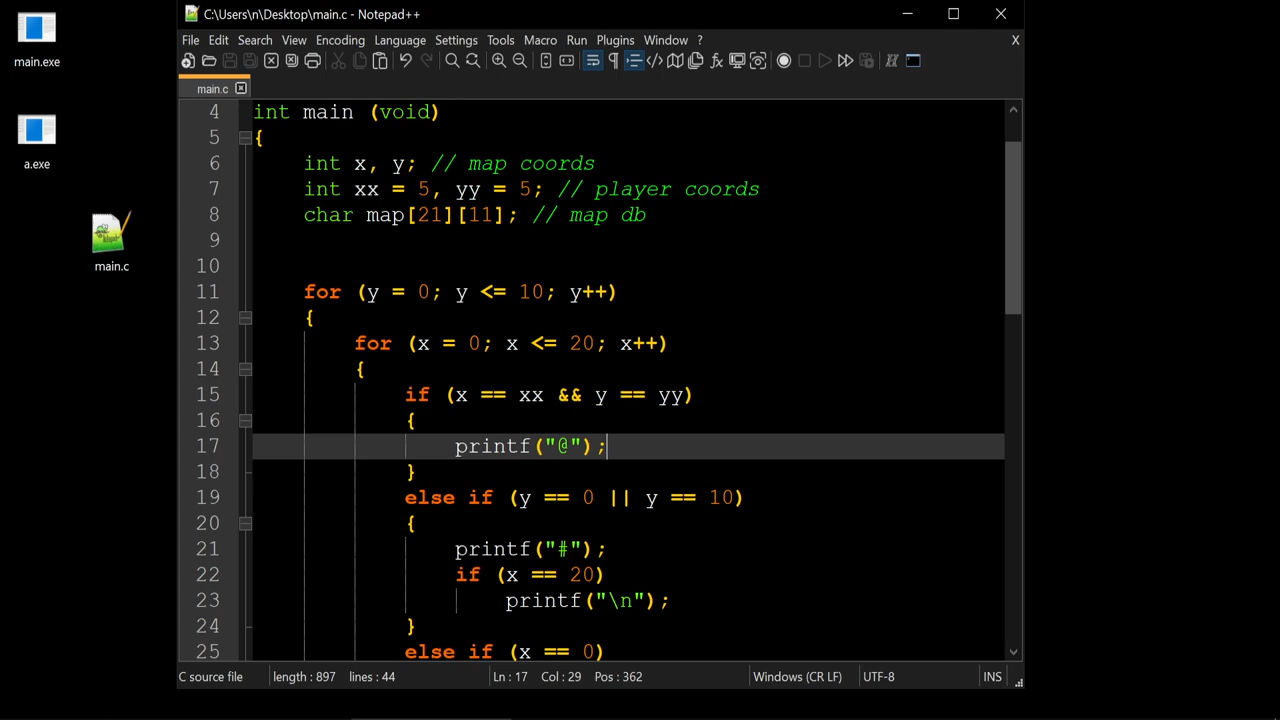 main.exe
a.exe
main.c
C:\Users\n\Desktop\main.c - Notepad++
File Edit Search View Encoding Language Settings Tools Macro Run Plugins Window ? X
main.c
4 int main (void)
5 {
6 int x, y; // map coords
7 int xx = 5, yy = 5; // player coords
8 char map[21][11]; // map db
9
10
11 for (y = 0; y <= 10; y++)
12 {
13 for (x = 0; x <= 20; x++)
14 {
15 if (x == xx && y == yy)
16 {
17 printf("@");
18 }
19 else if (y == 0 || y == 10)
20 {
21 printf("#");
22 if (x == 20)
23 printf("\n");
24 }
25 else if (x == 0)
C source file length : 897 lines : 44 Ln : 17 Col : 29 Pos : 362 Windows (CR LF) UTF-8 INS